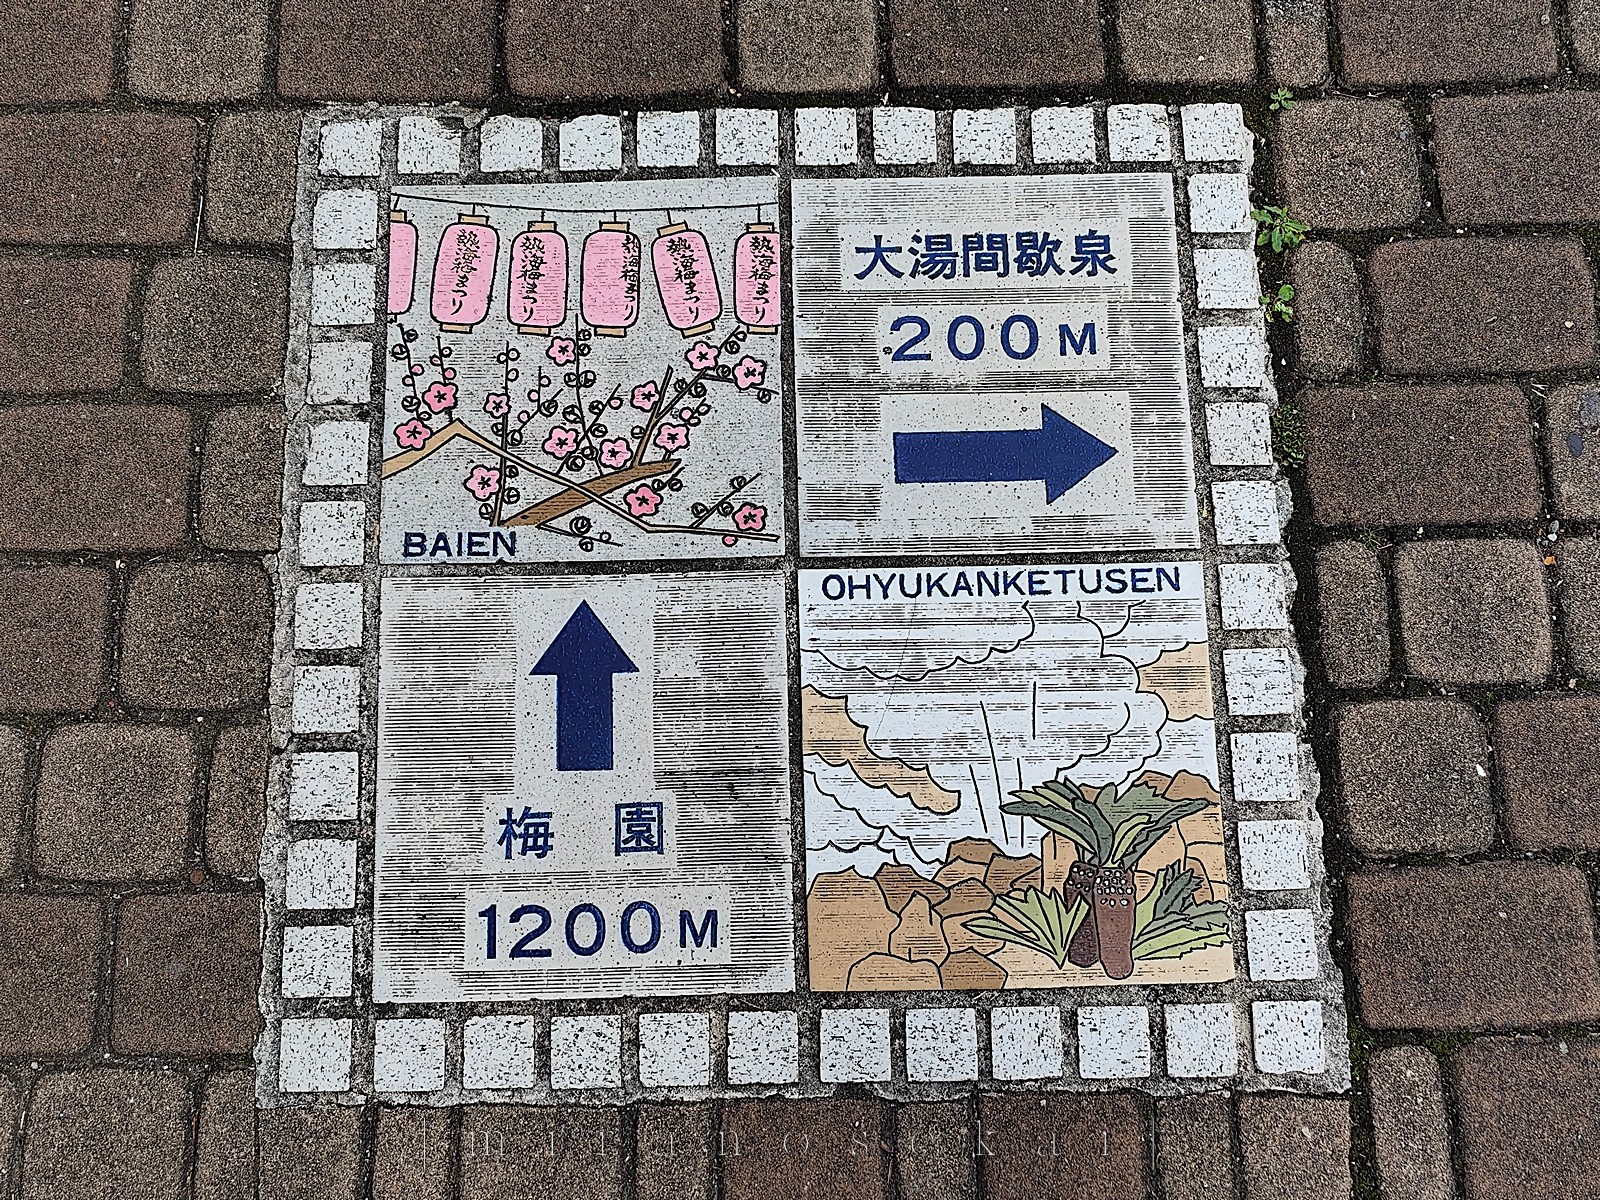 熱海梅まつり
熱海梅まつり
熱海梅まつり
熱海梅まつり
熱海梅まつり
BAIEN
大湯間歇泉
200M
梅園
1200M
OHYUKANKETUSEN